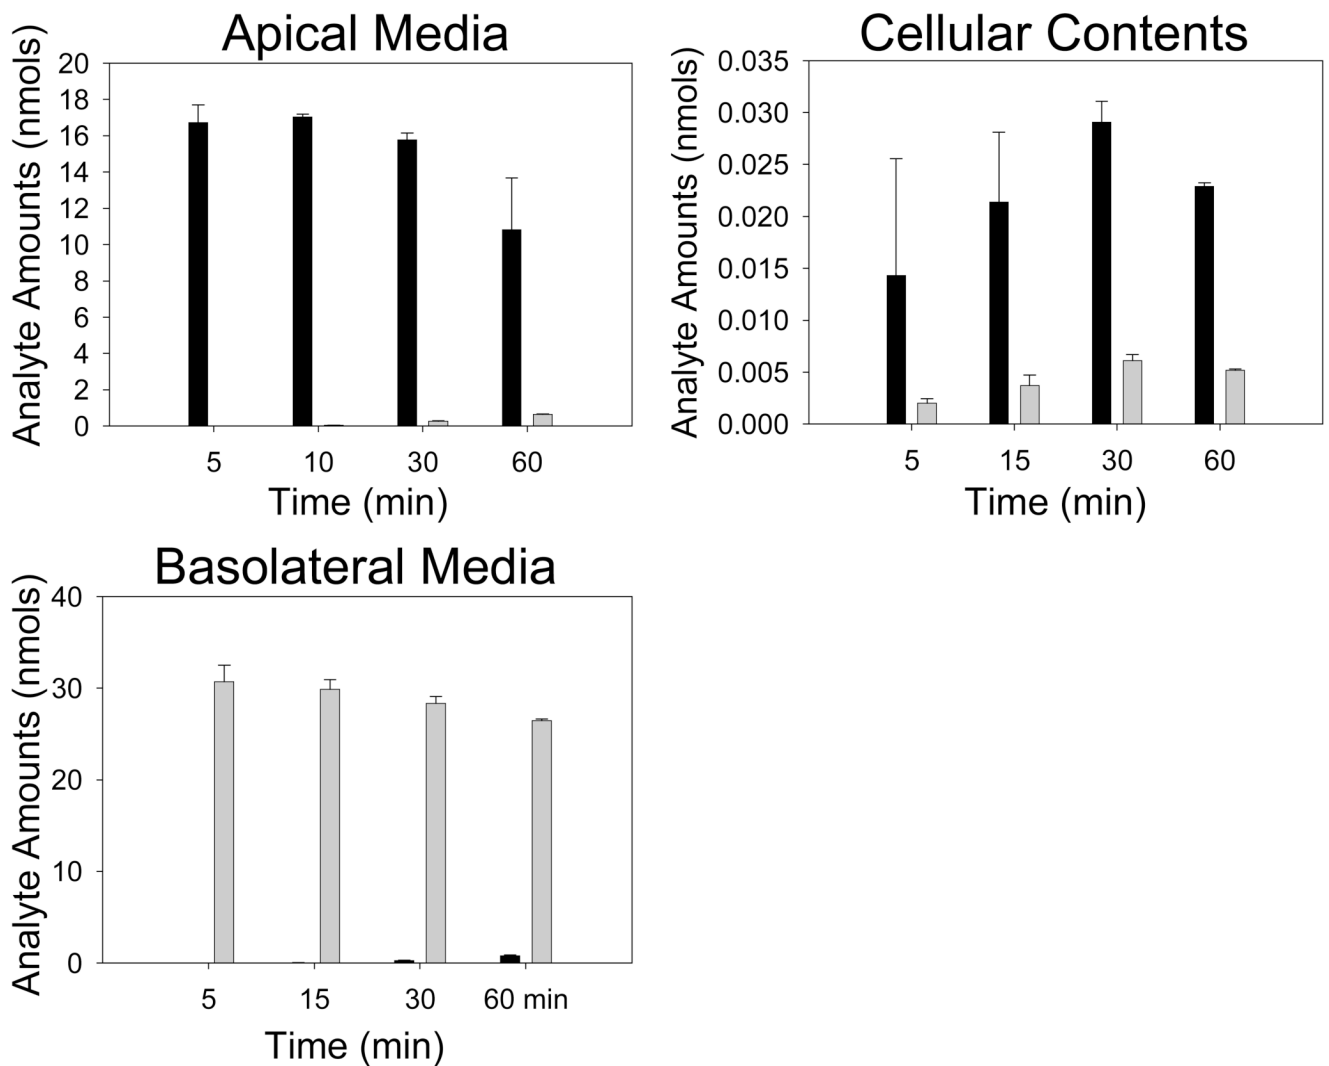 Apical Media
Analyte Amounts (nmols)
20
18
16
14
12
10
8
6
4
2
0
5 10 30 60
Time (min)
Cellular Contents
Analyte Amounts (nmols)
0.035
0.030
0.025
0.020
0.015
0.010
0.005
0.000
5 15 30 60
Time (min)
Basolateral Media
Analyte Amounts (nmols)
40
30
20
10
0
5 15 30 60 min
Time (min)